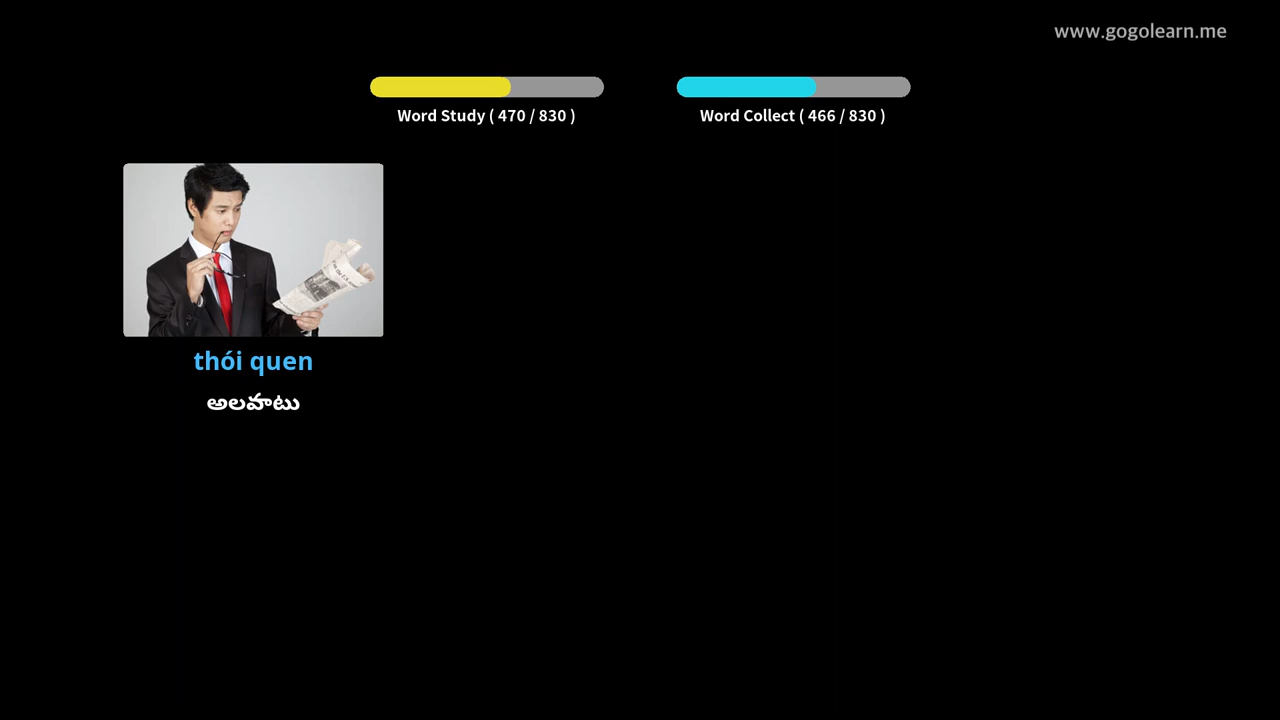 www.gogolearn.me
Word Study ( 470 / 830 )
Word Collect ( 466 / 830 )
thói quen
అలవాటు